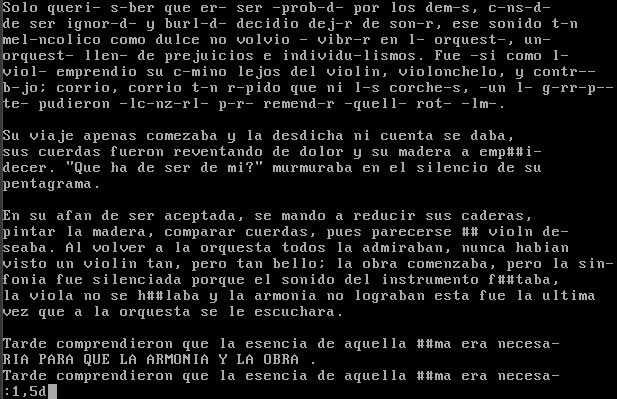 Solo queri- s-ber que er- ser -prob-d- por los dem-s, c-ns-d-
de ser ignor-d- y burl-d- decidio dej-r de son-r, ese sonido t-n
mel-ncolico como dulce no volvio - vibr-r en l- orquest-, un-
orquest- llen- de prejuicios e individu-lismos. Fue -si como l-
viol- emprendio su c-mino lejos del violin, violonchelo, y contr--
b-jo; corrio, corrio t-n r-pido que ni l-s corche-s, -un l- g-rr-p--
te- pudieron -lc-nz-rl- p-r- remend-r -quell- rot- -lm-.
Su viaje apenas comezaba y la desdicha ni cuenta se daba,
sus cuerdas fueron reventando de dolor y su madera a emp##i-
decer. "Que ha de ser de mi?" murmuraba en el silencio de su
pentagrama.
En su afan de ser aceptada, se mando a reducir sus caderas,
pintar la madera, comparar cuerdas, pues parecerse ## violn de-
seaba. Al volver a la orquesta todos la admiraban, nunca habian
visto un violin tan, pero tan bello; la obra comenzaba, pero la sin-
fonia fue silenciada porque el sonido del instrumento f##taba,
la viola no se h##laba y la armonia no lograban esta fue la ultima
vez que a la orquesta se le escuchara.
Tarde comprendieron que la esencia de aquella ##ma era necesa-
RIA PARA QUE LA ARMONIA Y LA OBRA .
Tarde comprendieron que la esencia de aquella ##ma era necesa-
:1,5d